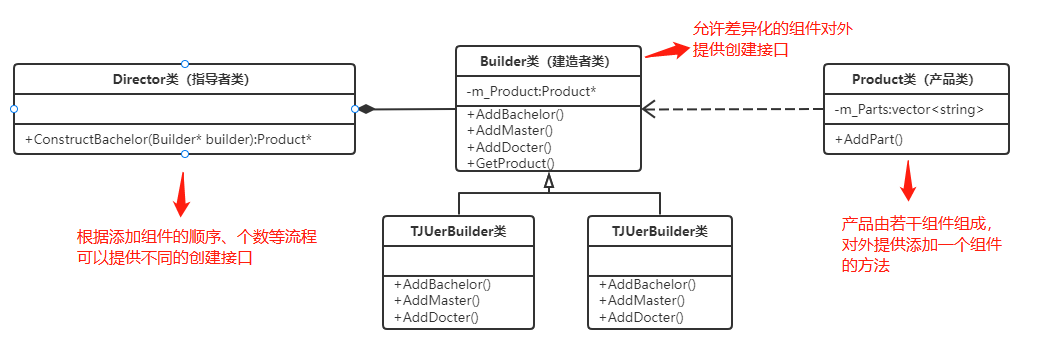 允许差异化的组件对外
提供创建接口
Director类（指导者类）
+ConstructBachelor(Builder* builder):Product*
Builder类（建造者类）
-m_Product:Product*
+AddBachelor()
+AddMaster()
+AddDocter()
+GetProduct()
Product类（产品类）
-m_Parts:vector<string>
+AddPart()
根据添加组件的顺序、个数等流程
可以提供不同的创建接口
TJUerBuilder类
+AddBachelor()
+AddMaster()
+AddDocter()
TJUerBuilder类
+AddBachelor()
+AddMaster()
+AddDocter()
产品由若干组件组成，
对外提供添加一个组件
的方法